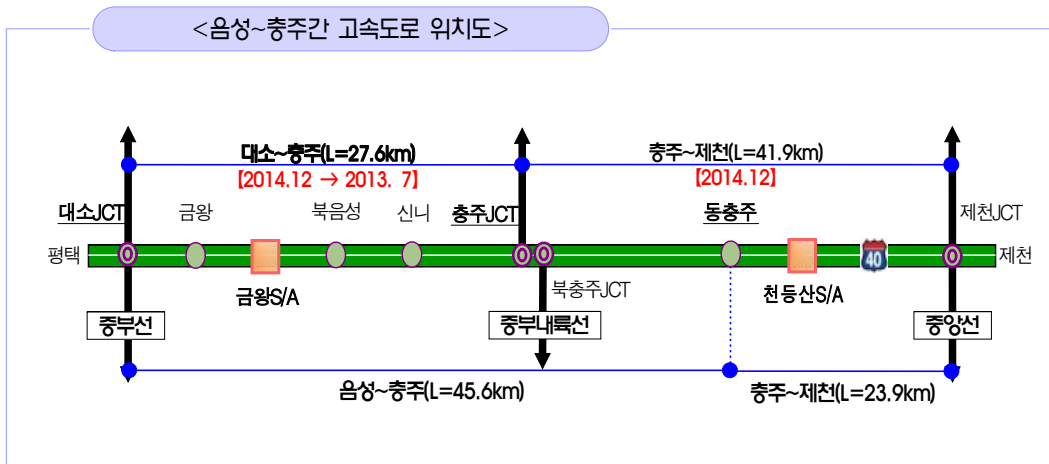 <음성~충주간 고속도로 위치도>
대소~충주(L=27.6km)
충주~제천(L=41.9km)
【2014.12 → 2013. 7】
【2014.12】
대소JCT
금왕
북음성
신니
충주JCT
동충주
제천JCT
평택
40
제천
금왕S/A
북충주JCT
천등산S/A
중부선
중부내륙선
중앙선
음성~충주(L=45.6km)
충주~제천(L=23.9km)